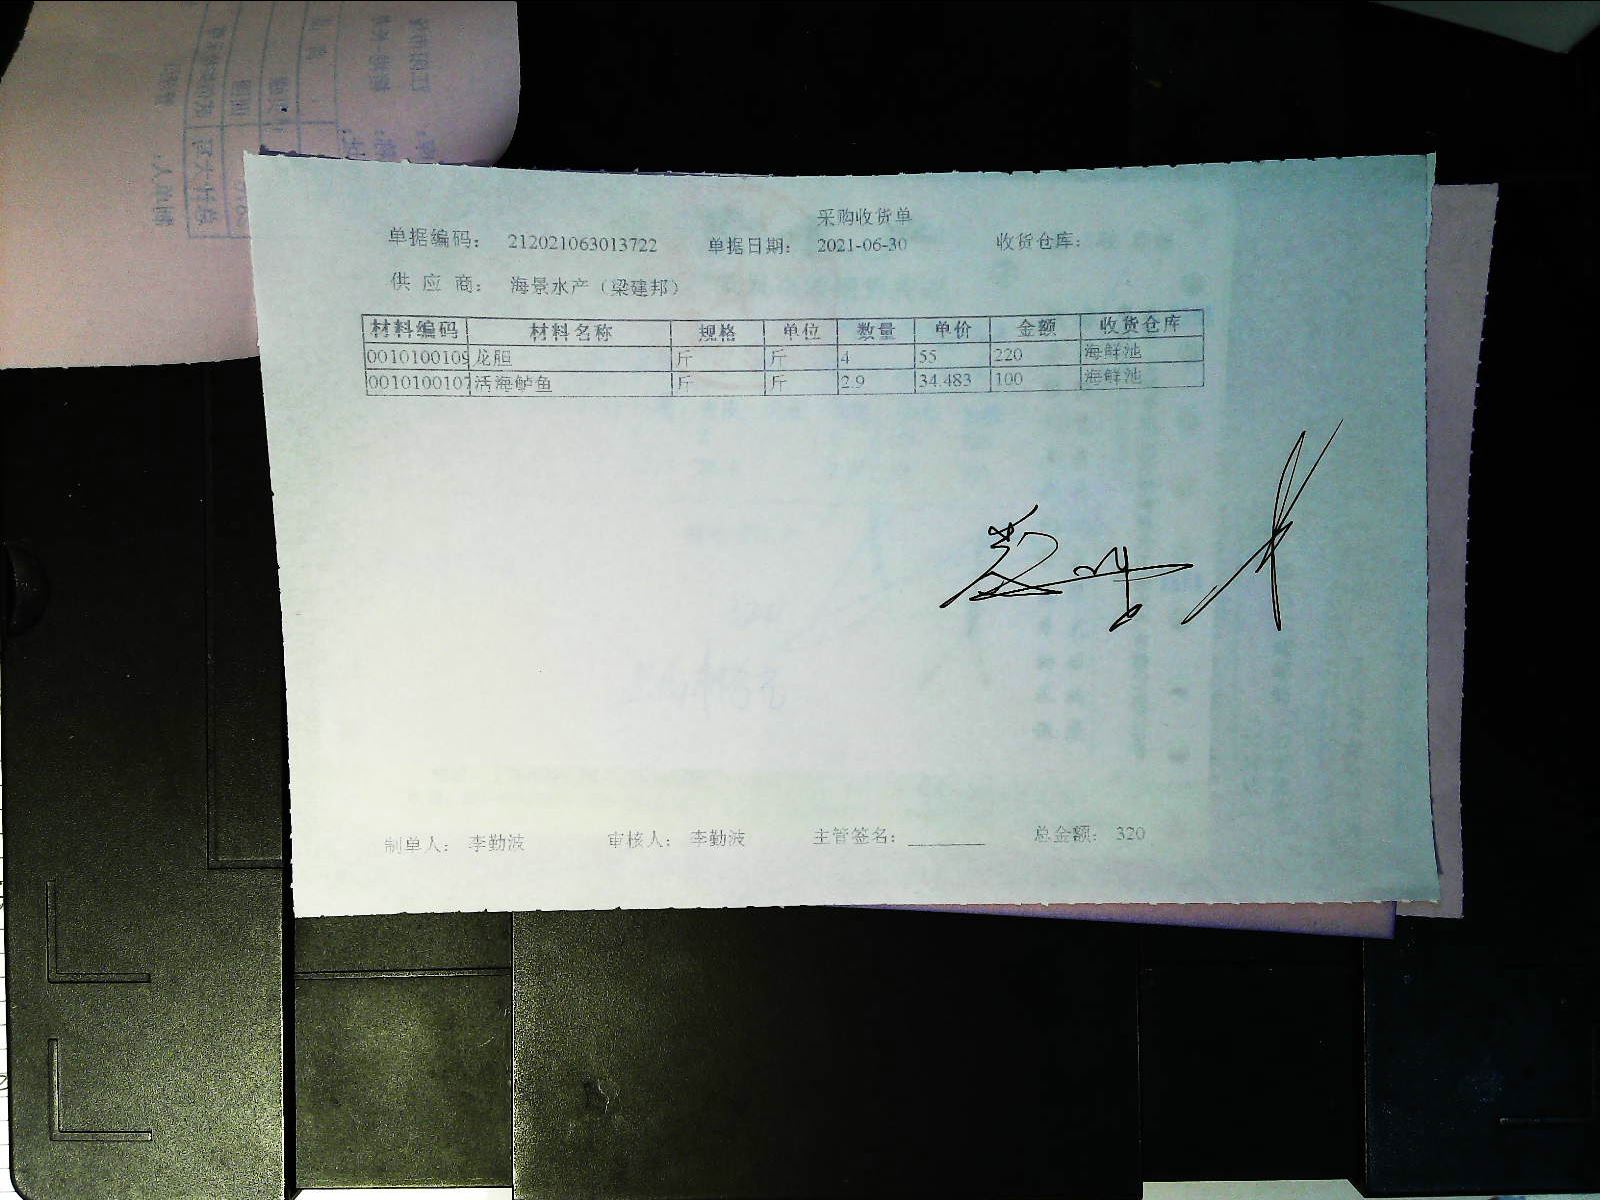 采购收货单
单据编码： 212021063013722 单据日期： 2021-06-30 收货仓库：
供 应 商： 海景水产（梁建邦）
材料编码 材料名称 规格 单位 数量 单价 金额 收货仓库
0010100109 龙胆 斤 斤 4 55 220 海鲜池
0010100107 活海鲈鱼 斤 斤 2.9 34.483 100 海鲜池
制单人： 李勤波 审核人： 李勤波 主管签名： 总金额： 320